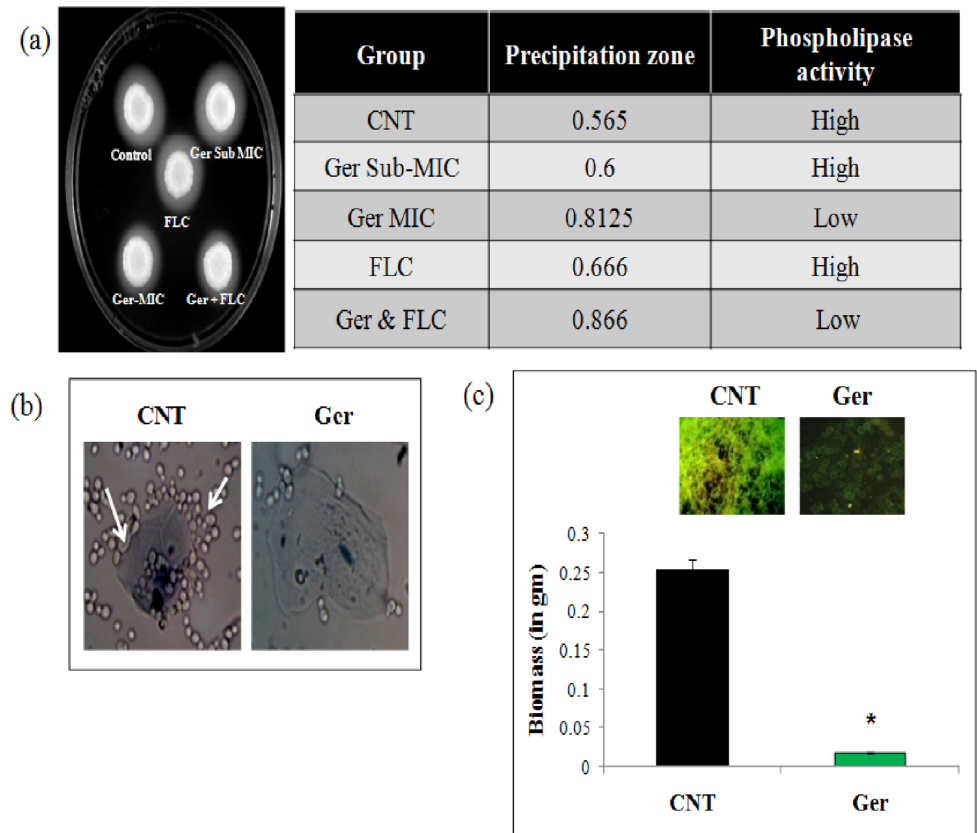 (a)
Control
Ger Sub MIC
FLC
Ger-MIC
Ger + FLC
Group Precipitation zone Phospholipase activity
CNT 0.565 High
Ger Sub-MIC 0.6 High
Ger MIC 0.8125 Low
FLC 0.666 High
Ger & FLC 0.866 Low
(b)
CNT Ger
(c)
CNT Ger
0.3
0.25
0.2
0.15
0.1
0.05
0
Biomass (in gm)
*
CNT Ger